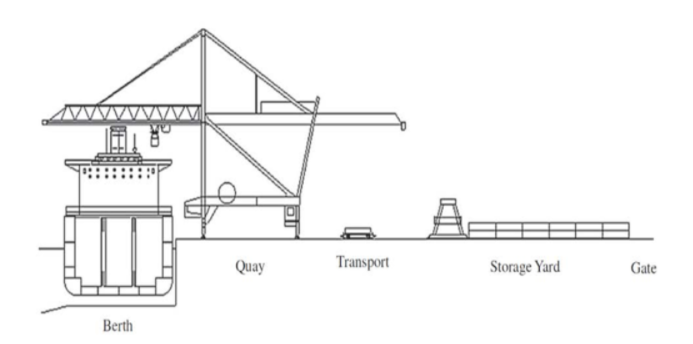 Quay
Transport
Storage Yard
Gate
Berth